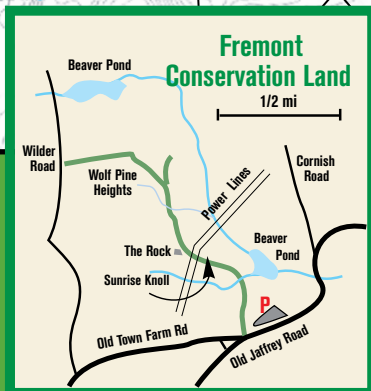 Fremont
Conservation Land
1/2 mi
Beaver Pond
Wilder
Road
Wolf Pine
Heights
Power Lines
Cornish
Road
The Rock
Beaver
Pond
Sunrise Knoll
P
Old Town Farm Rd
Old Jaffrey Road